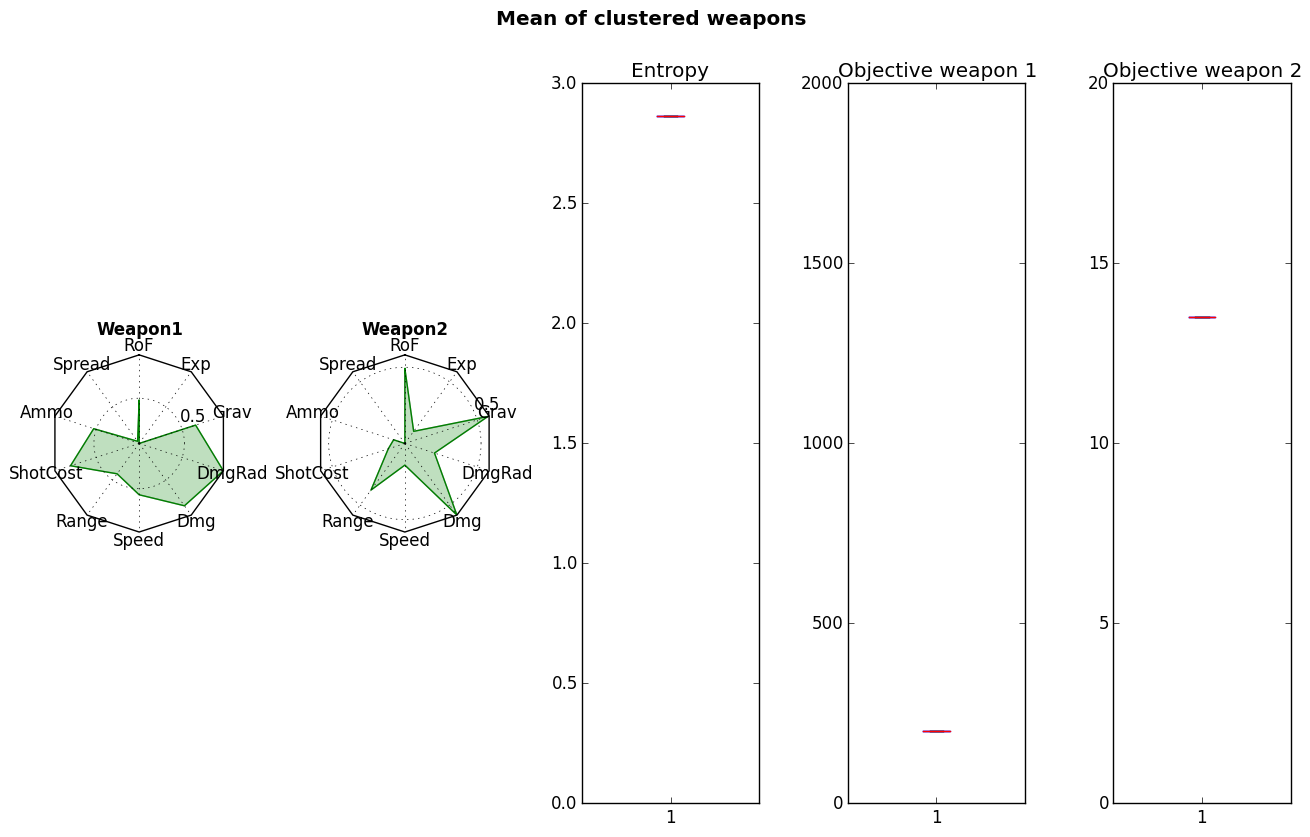 Mean of clustered weapons
Weapon1
RoF
Spread
Exp
Ammo
0.5
Grav
ShotCost
DmgRad
Range
Dmg
Speed
Weapon2
RoF
Spread
Exp
Ammo
0.5
Grav
ShotCost
DmgRad
Range
Dmg
Speed
Entropy
3.0
2.5
2.0
1.5
1.0
0.5
0.0
1
Objective weapon 1
2000
1500
1000
500
0
1
Objective weapon 2
20
15
10
5
0
1